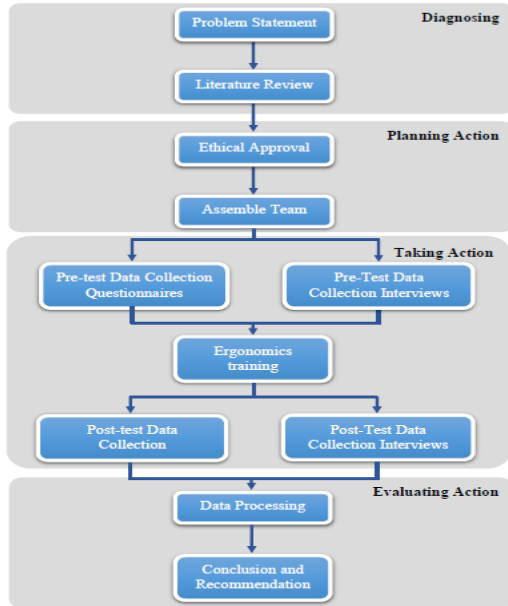 Diagnosing
Problem Statement
Literature Review
Planning Action
Ethical Approval
Assemble Team
Taking Action
Pre-test Data Collection
Questionnaires
Pre-Test Data
Collection Interviews
Ergonomics
training
Post-test Data
Collection
Post-Test Data
Collection Interviews
Evaluating Action
Data Processing
Conclusion and
Recommendation